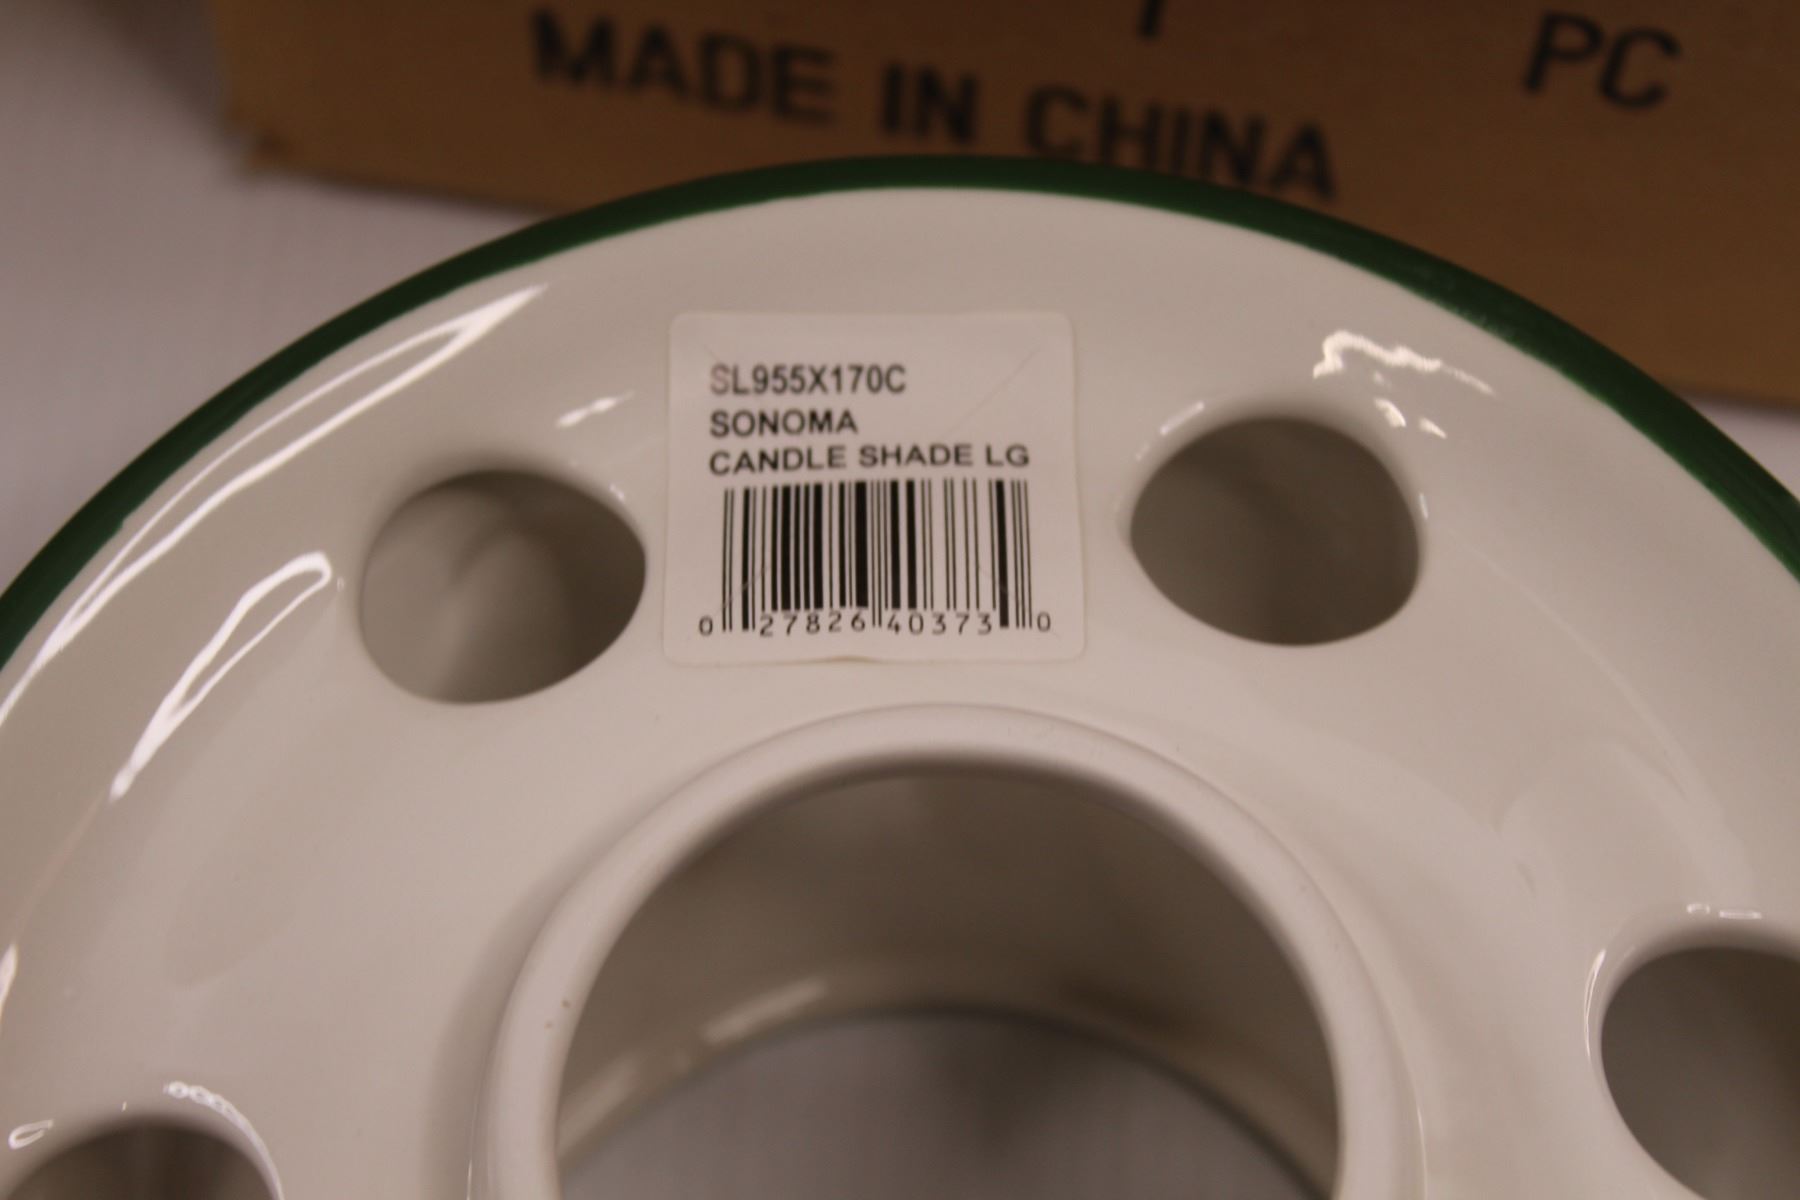 PC
MADE IN CHINA
SL955X170C
SONOMA
CANDLE SHADE LG
0 27826 40373 0